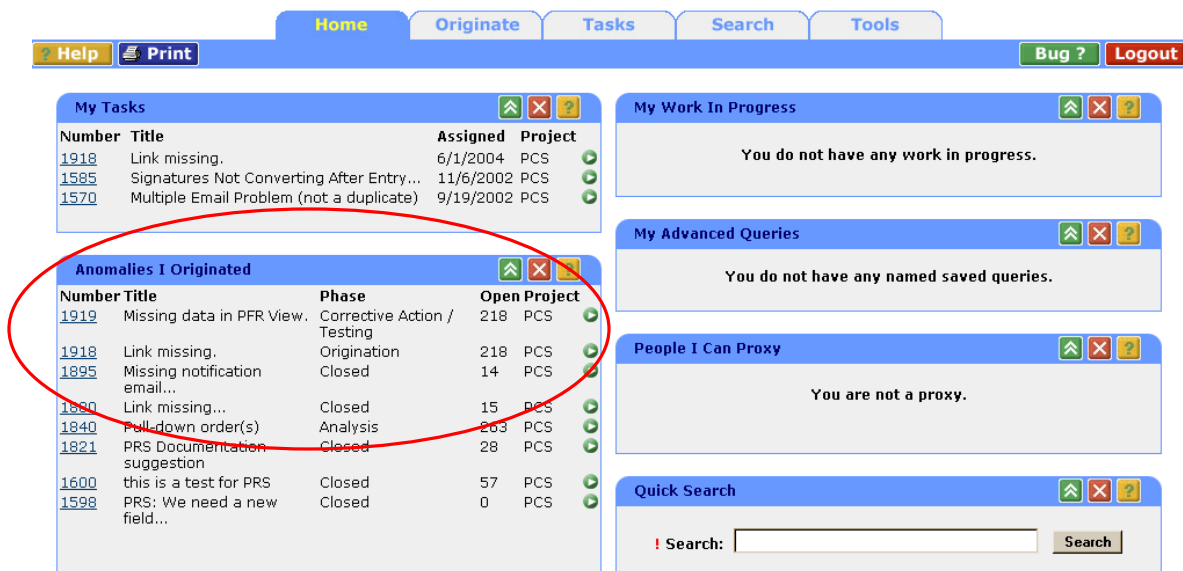 Home Originate Tasks Search Tools
? Help Print Bug ? Logout
My Tasks ?
Number Title Assigned Project
1918 Link missing. 6/1/2004 PCS
1585 Signatures Not Converting After Entry... 11/6/2002 PCS
1570 Multiple Email Problem (not a duplicate) 9/19/2002 PCS
Anomalies I Originated ?
Number Title Phase Open Project
1919 Missing data in PFR View. Corrective Action / 218 PCS
Testing
1918 Link missing. Origination 218 PCS
1895 Missing notification Closed 14 PCS
email...
1880 Link missing... Closed 15 PCS
1840 Pull-down order(s) Analysis 263 PCS
1821 PRS Documentation Closed 28 PCS
suggestion
1600 this is a test for PRS Closed 57 PCS
1598 PRS: We need a new Closed 0 PCS
field...
My Work In Progress ?
You do not have any work in progress.
My Advanced Queries ?
You do not have any named saved queries.
People I Can Proxy ?
You are not a proxy.
Quick Search ?
! Search: Search